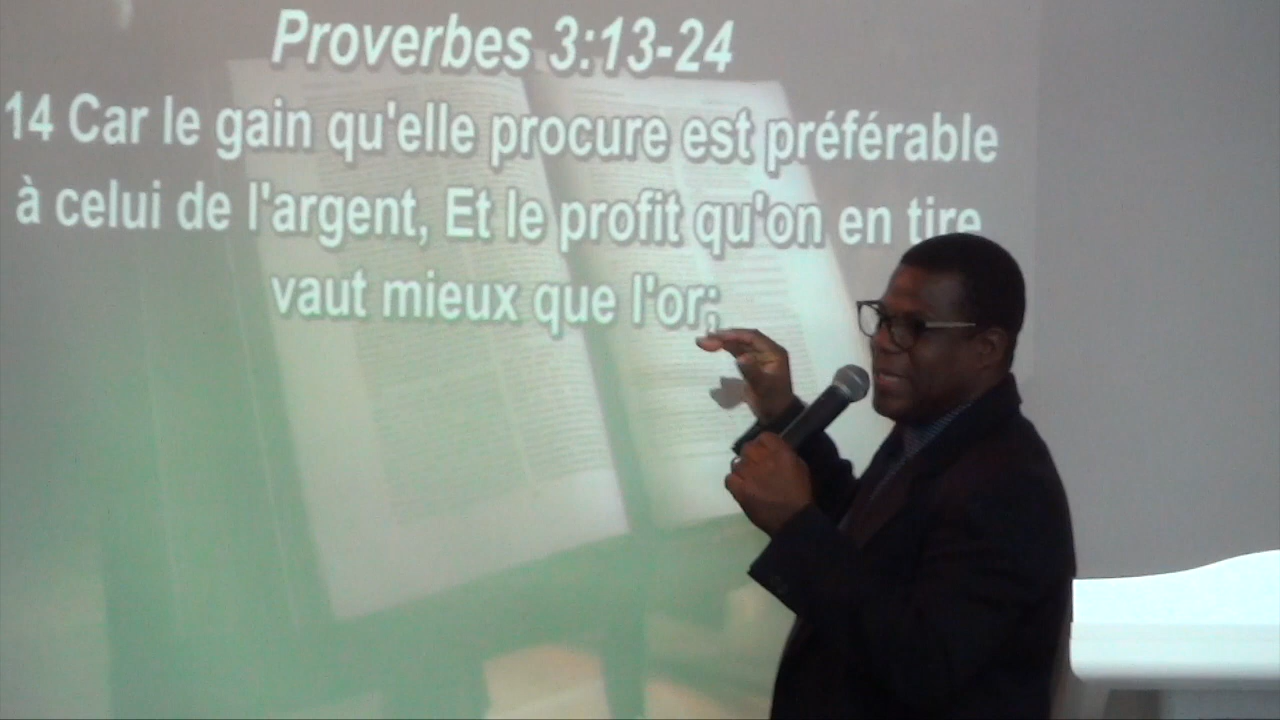 Proverbes 3:13-24
14 Car le gain qu'elle procure est préférable
à celui de l'argent, Et le profit qu'on en tire
vaut mieux que l'or;